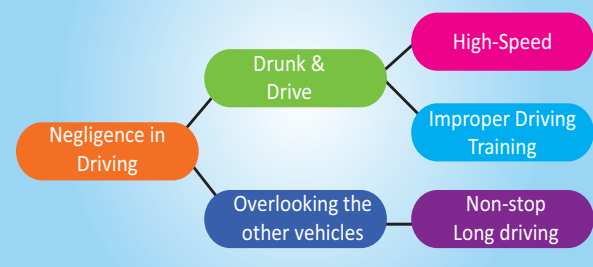 Negligence in
Driving
Drunk &
Drive
High-Speed
Improper Driving
Training
Overlooking the
other vehicles
Non-stop
Long driving